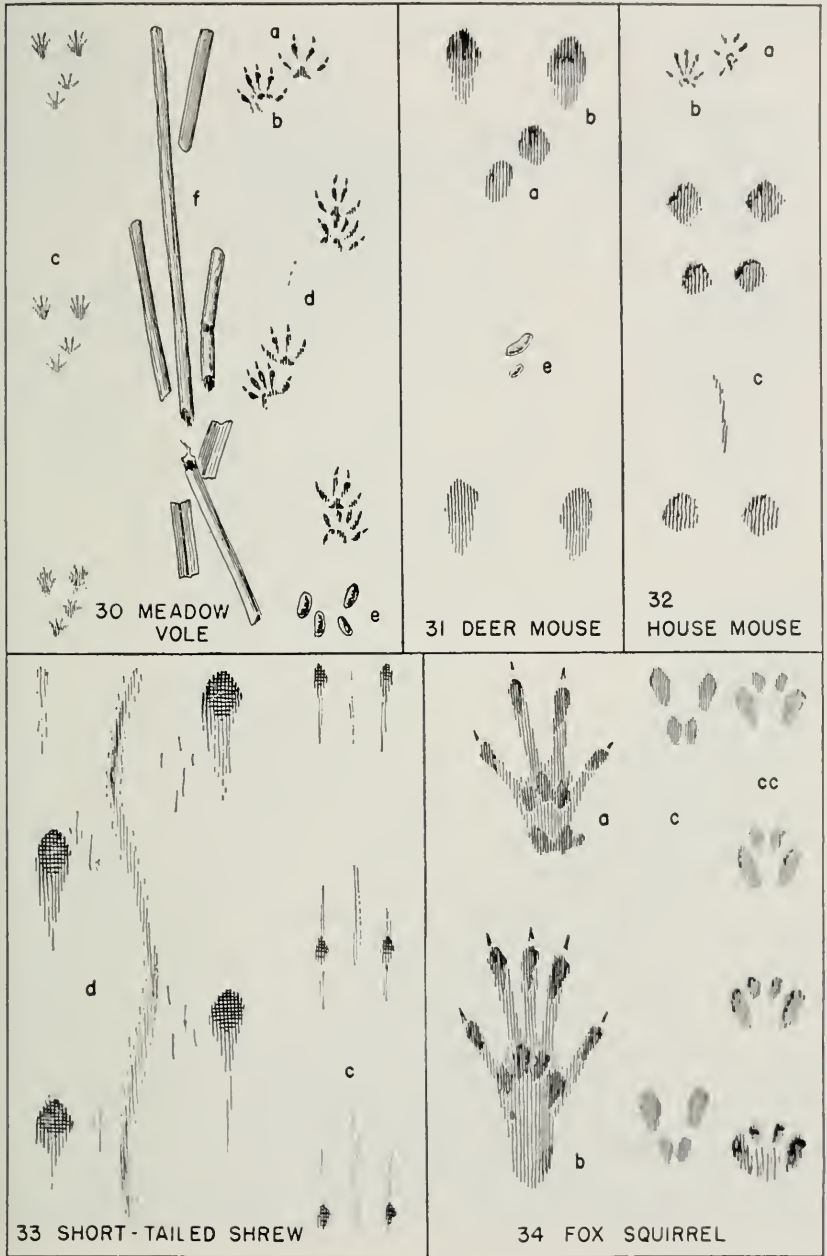 a
b
f
c
d
e
30 MEADOW
VOLE
b
a
e
31 DEER MOUSE
a
b
c
32
HOUSE MOUSE
d
c
33 SHORT-TAILED SHREW
a
c
cc
b
34 FOX SQUIRREL